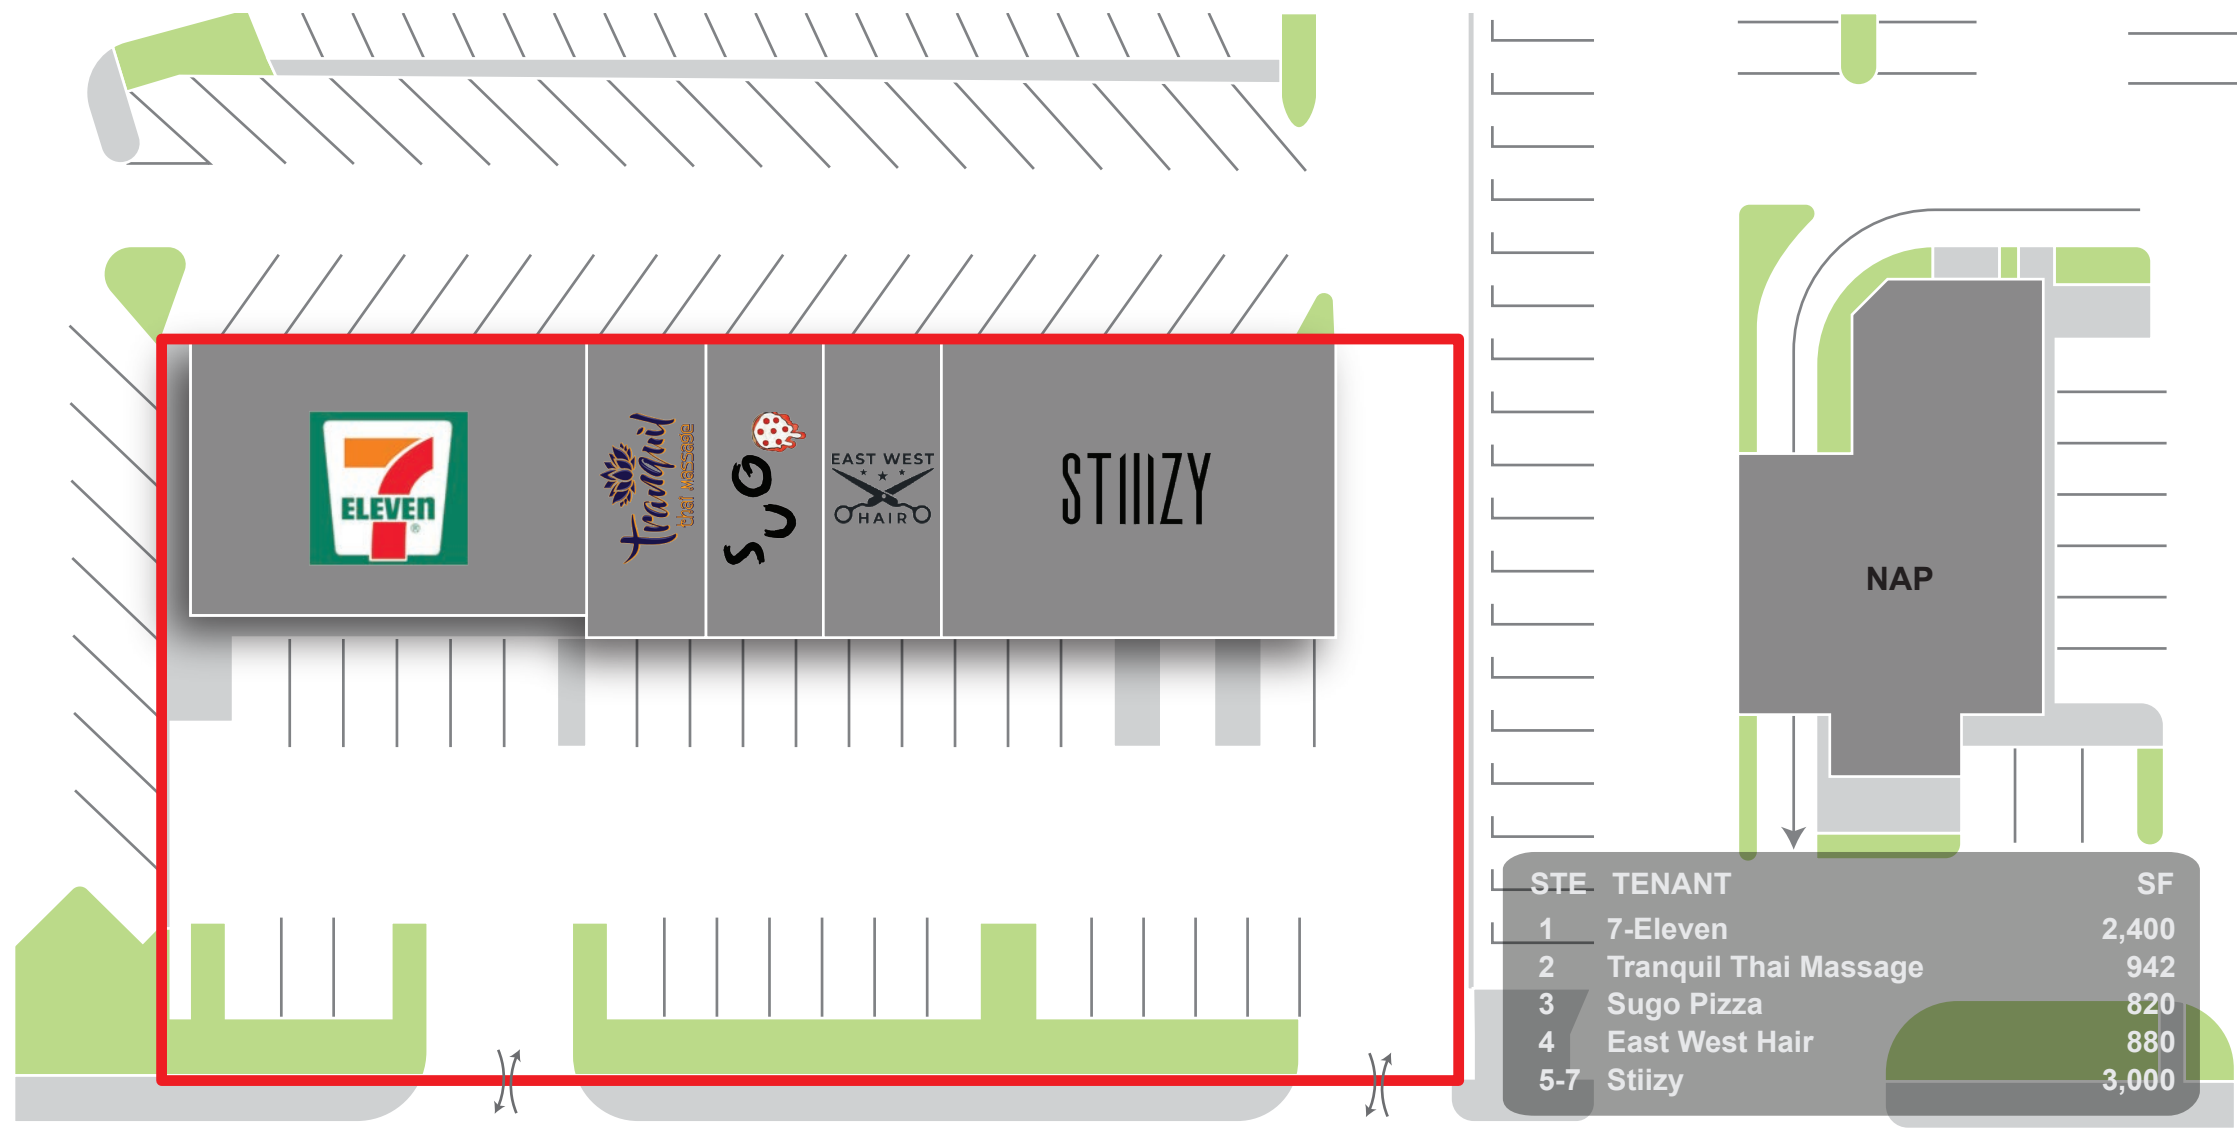 7
ELEVEn
®
tranquil
thai massage
SUGO
EAST WEST
HAIR
STIIIZY
NAP
STE TENANT SF
1 7-Eleven 2,400
2 Tranquil Thai Massage 942
3 Sugo Pizza 820
4 East West Hair 880
5-7 Stiizy 3,000